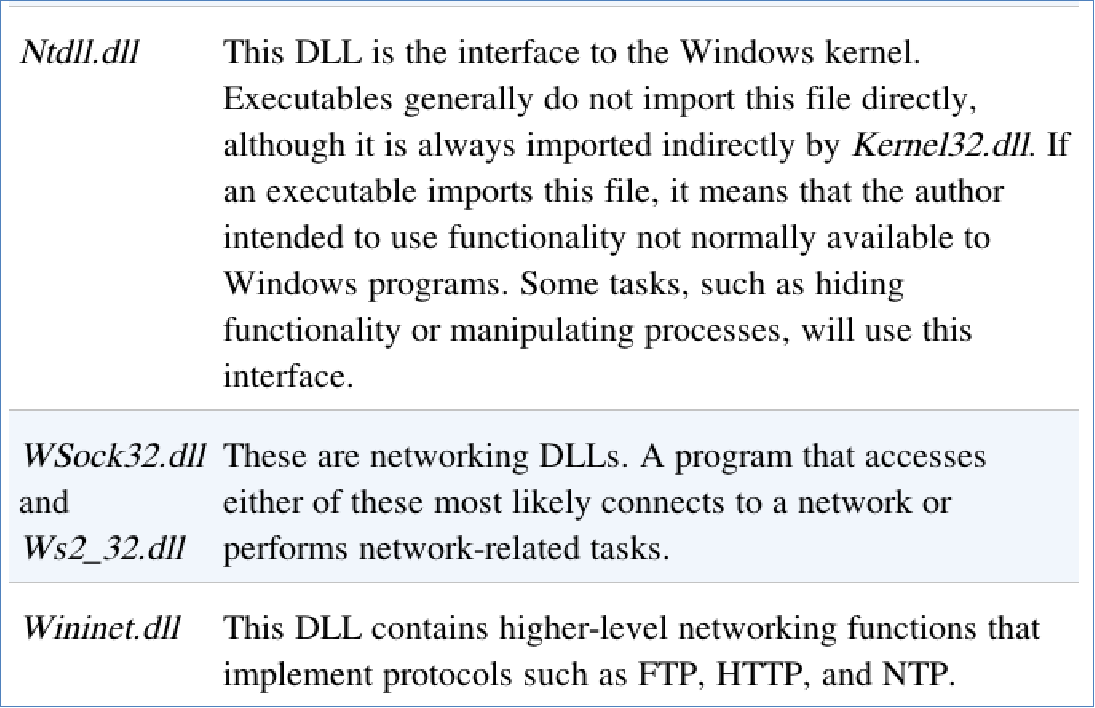 Ntdll.dll This DLL is the interface to the Windows kernel.
Executables generally do not import this file directly,
although it is always imported indirectly by Kernel32.dll. If
an executable imports this file, it means that the author
intended to use functionality not normally available to
Windows programs. Some tasks, such as hiding
functionality or manipulating processes, will use this
interface.
WSock32.dll These are networking DLLs. A program that accesses
and either of these most likely connects to a network or
Ws2_32.dll performs network-related tasks.
Wininet.dll This DLL contains higher-level networking functions that
implement protocols such as FTP, HTTP, and NTP.